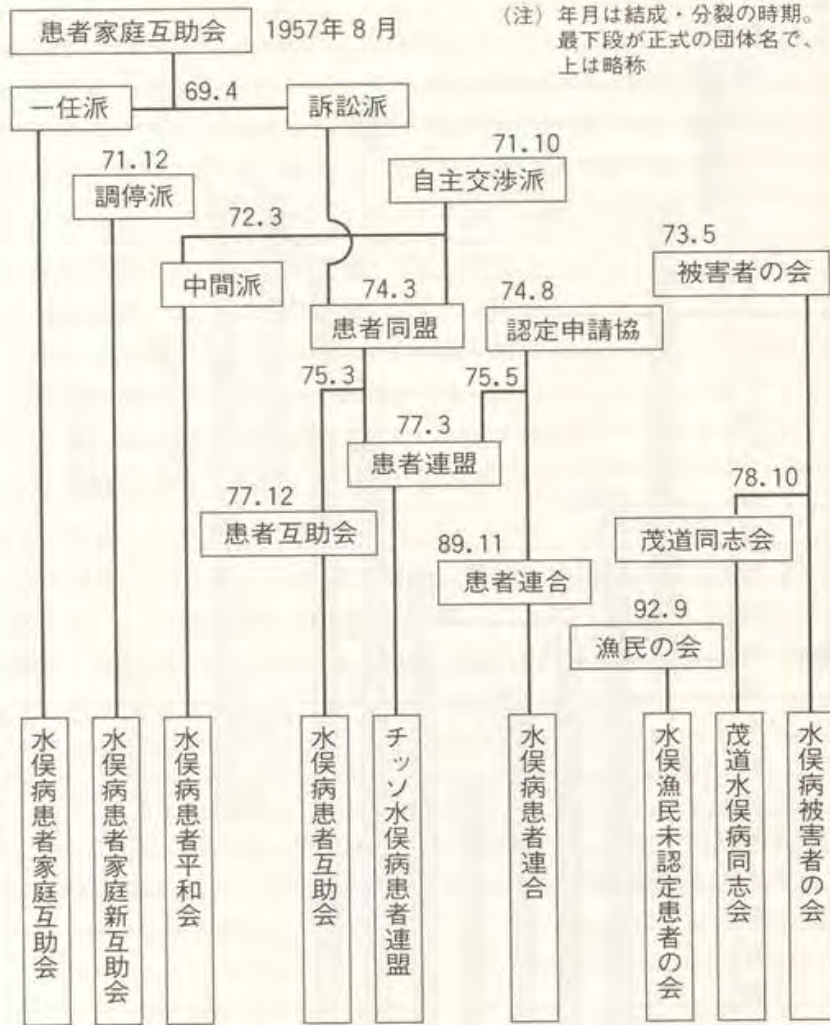 患者家庭互助会 1957年8月
(注) 年月は結成・分裂の時期。
最下段が正式の団体名で、
上は略称
一任派
69.4
訴訟派
71.12
調停派
71.10
自主交渉派
72.3
中間派
73.5
被害者の会
74.3
患者同盟
74.8
認定申請協
75.3
75.5
77.3
患者連盟
77.12
患者互助会
78.10
茂道同志会
89.11
患者連合
92.9
漁民の会
水俣病患者家庭互助会
水俣病患者家庭新互助会
水俣病患者平和会
水俣病患者互助会
チッソ水俣病患者連盟
水俣病患者連合
水俣漁民未認定患者の会
茂道水俣病同志会
水俣病被害者の会